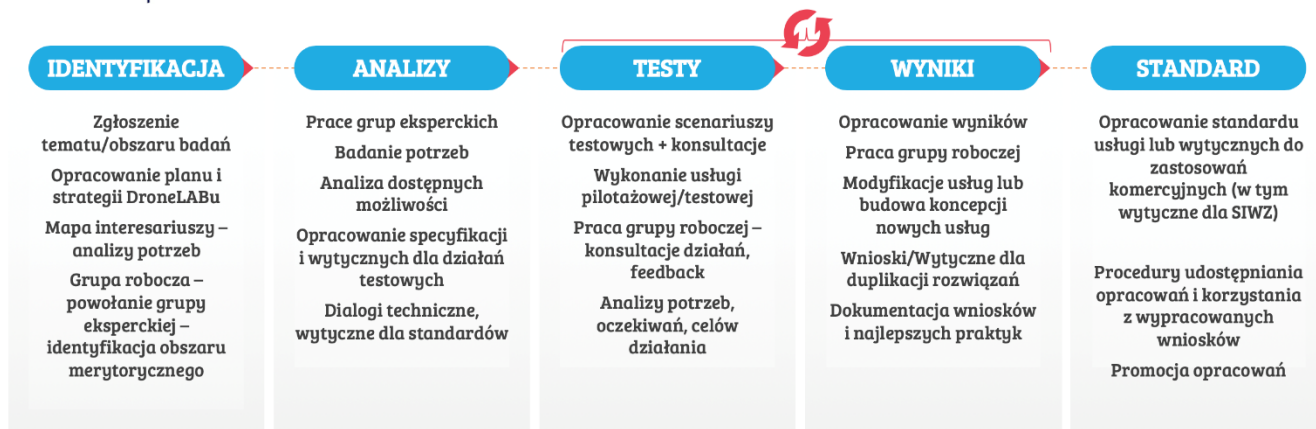 IDENTYFIKACJA
Zgłoszenie
tematu/obszaru badań
Opracowanie planu i
strategii DroneLABu
Mapa interesariuszy –
analizy potrzeb
Grupa robocza –
powołanie grupy
eksperckiej –
identyfikacja obszaru
merytorycznego
ANALIZY
Prace grup eksperckich
Badanie potrzeb
Analiza dostępnych
możliwości
Opracowanie specyfikacji
i wytycznych dla działań
testowych
Dialogi techniczne,
wytyczne dla standardów
TESTY
Opracowanie scenariuszy
testowych + konsultacje
Wykonanie usługi
pilotażowej/testowej
Praca grupy roboczej –
konsultacje działań,
feedback
Analizy potrzeb,
oczekiwań, celów
działania
WYNIKI
Opracowanie wyników
Praca grupy roboczej
Modyfikacje usług lub
budowa koncepcji
nowych usług
Wnioski/Wytyczne dla
duplikacji rozwiązań
Dokumentacja wniosków
i najlepszych praktyk
STANDARD
Opracowanie standardu
usługi lub wytycznych do
zastosowań
komercyjnych (w tym
wytyczne dla SIWZ)
Procedury udostępniania
opracowań i korzystania
z wypracowanych
wniosków
Promocja opracowań